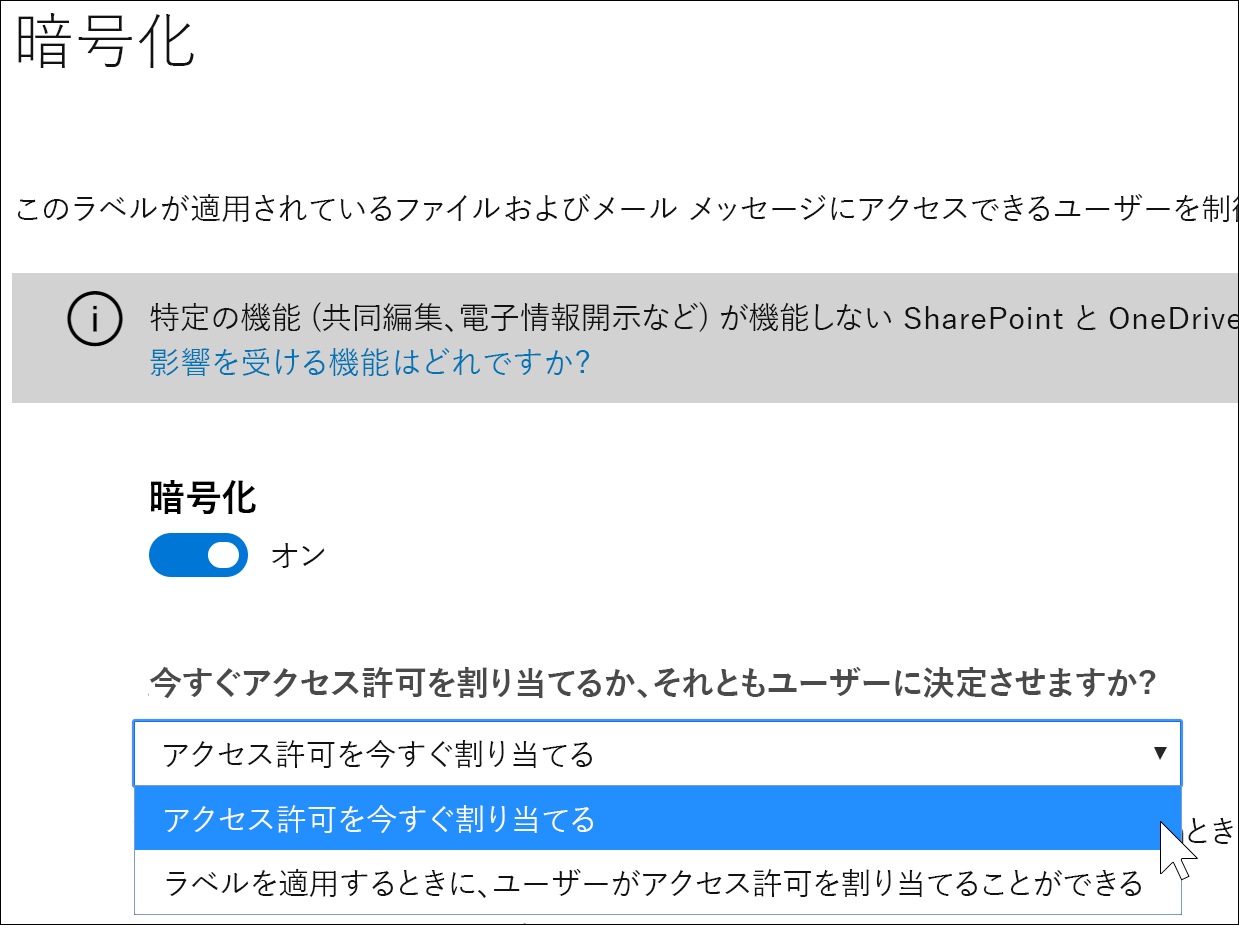 暗号化
このラベルが適用されているファイルおよびメール メッセージにアクセスできるユーザーを制
特定の機能 (共同編集、電子情報開示など) が機能しない SharePoint と OneDrive
影響を受ける機能はどれですか?
暗号化
オン
今すぐアクセス許可を割り当てるか、それともユーザーに決定させますか?
アクセス許可を今すぐ割り当てる
アクセス許可を今すぐ割り当てる
とき
ラベルを適用するときに、ユーザーがアクセス許可を割り当てることができる